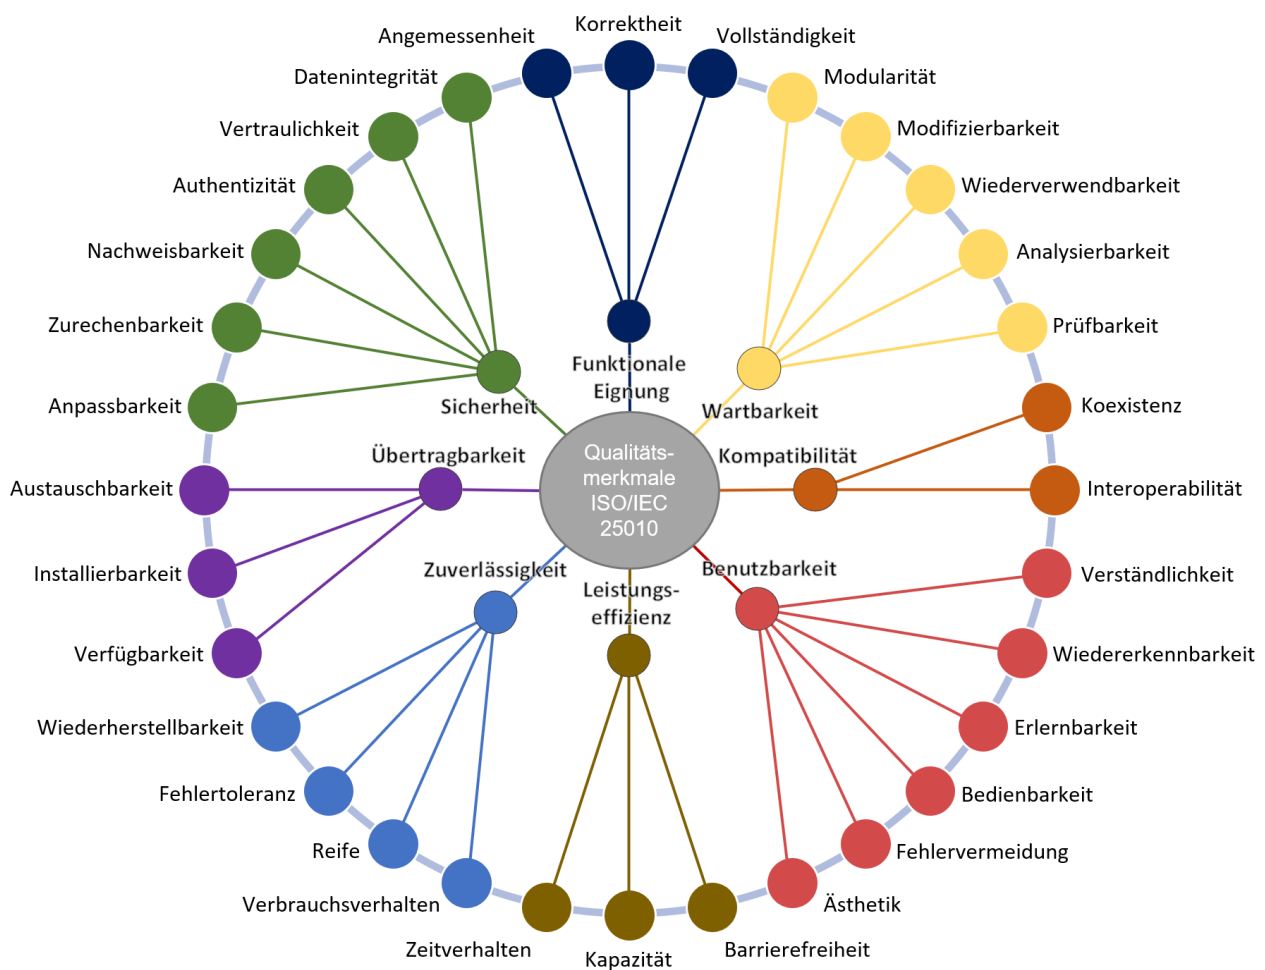 Korrektheit
Angemessenheit
Vollständigkeit
Datenintegrität
Modularität
Vertraulichkeit
Modifizierbarkeit
Authentizität
Wiederverwendbarkeit
Nachweisbarkeit
Analysierbarkeit
Zurechenbarkeit
Prüfbarkeit
Funktionale
Eignung
Anpassbarkeit
Sicherheit
Wartbarkeit
Koexistenz
Übertragbarkeit
Kompatibilität
Qualitäts-
merkmale
ISO/IEC
25010
Austauschbarkeit
Interoperabilität
Installierbarkeit
Zuverlässigkeit
Benutzbarkeit
Verständlichkeit
Leistungs-
effizienz
Verfügbarkeit
Wiedererkennbarkeit
Wiederherstellbarkeit
Erlernbarkeit
Fehlertoleranz
Bedienbarkeit
Reife
Fehlervermeidung
Verbrauchsverhalten
Ästhetik
Zeitverhalten
Kapazität
Barrierefreiheit